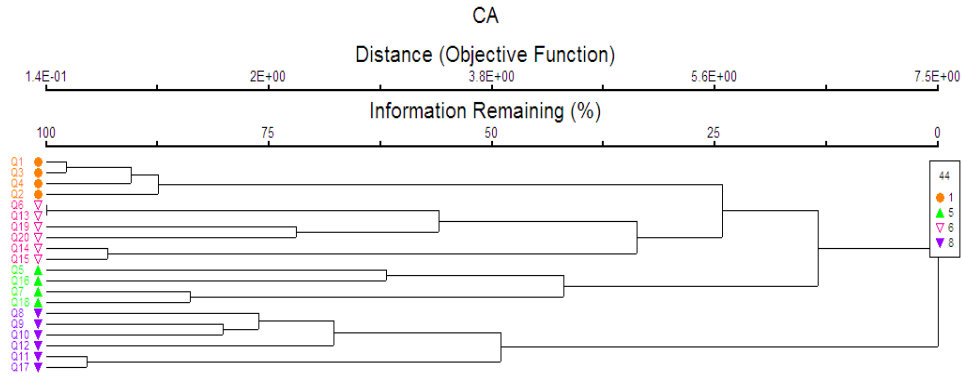 CA
Distance (Objective Function)
1.4E-01 2E+00 3.8E+00 5.6E+00 7.5E+00
Information Remaining (%)
100 75 50 25 0
Q1
Q3
Q4
Q2
Q6
Q13
Q19
Q20
Q14
Q15
Q5
Q16
Q7
Q18
Q8
Q9
Q10
Q12
Q11
Q17
44
1
5
6
8